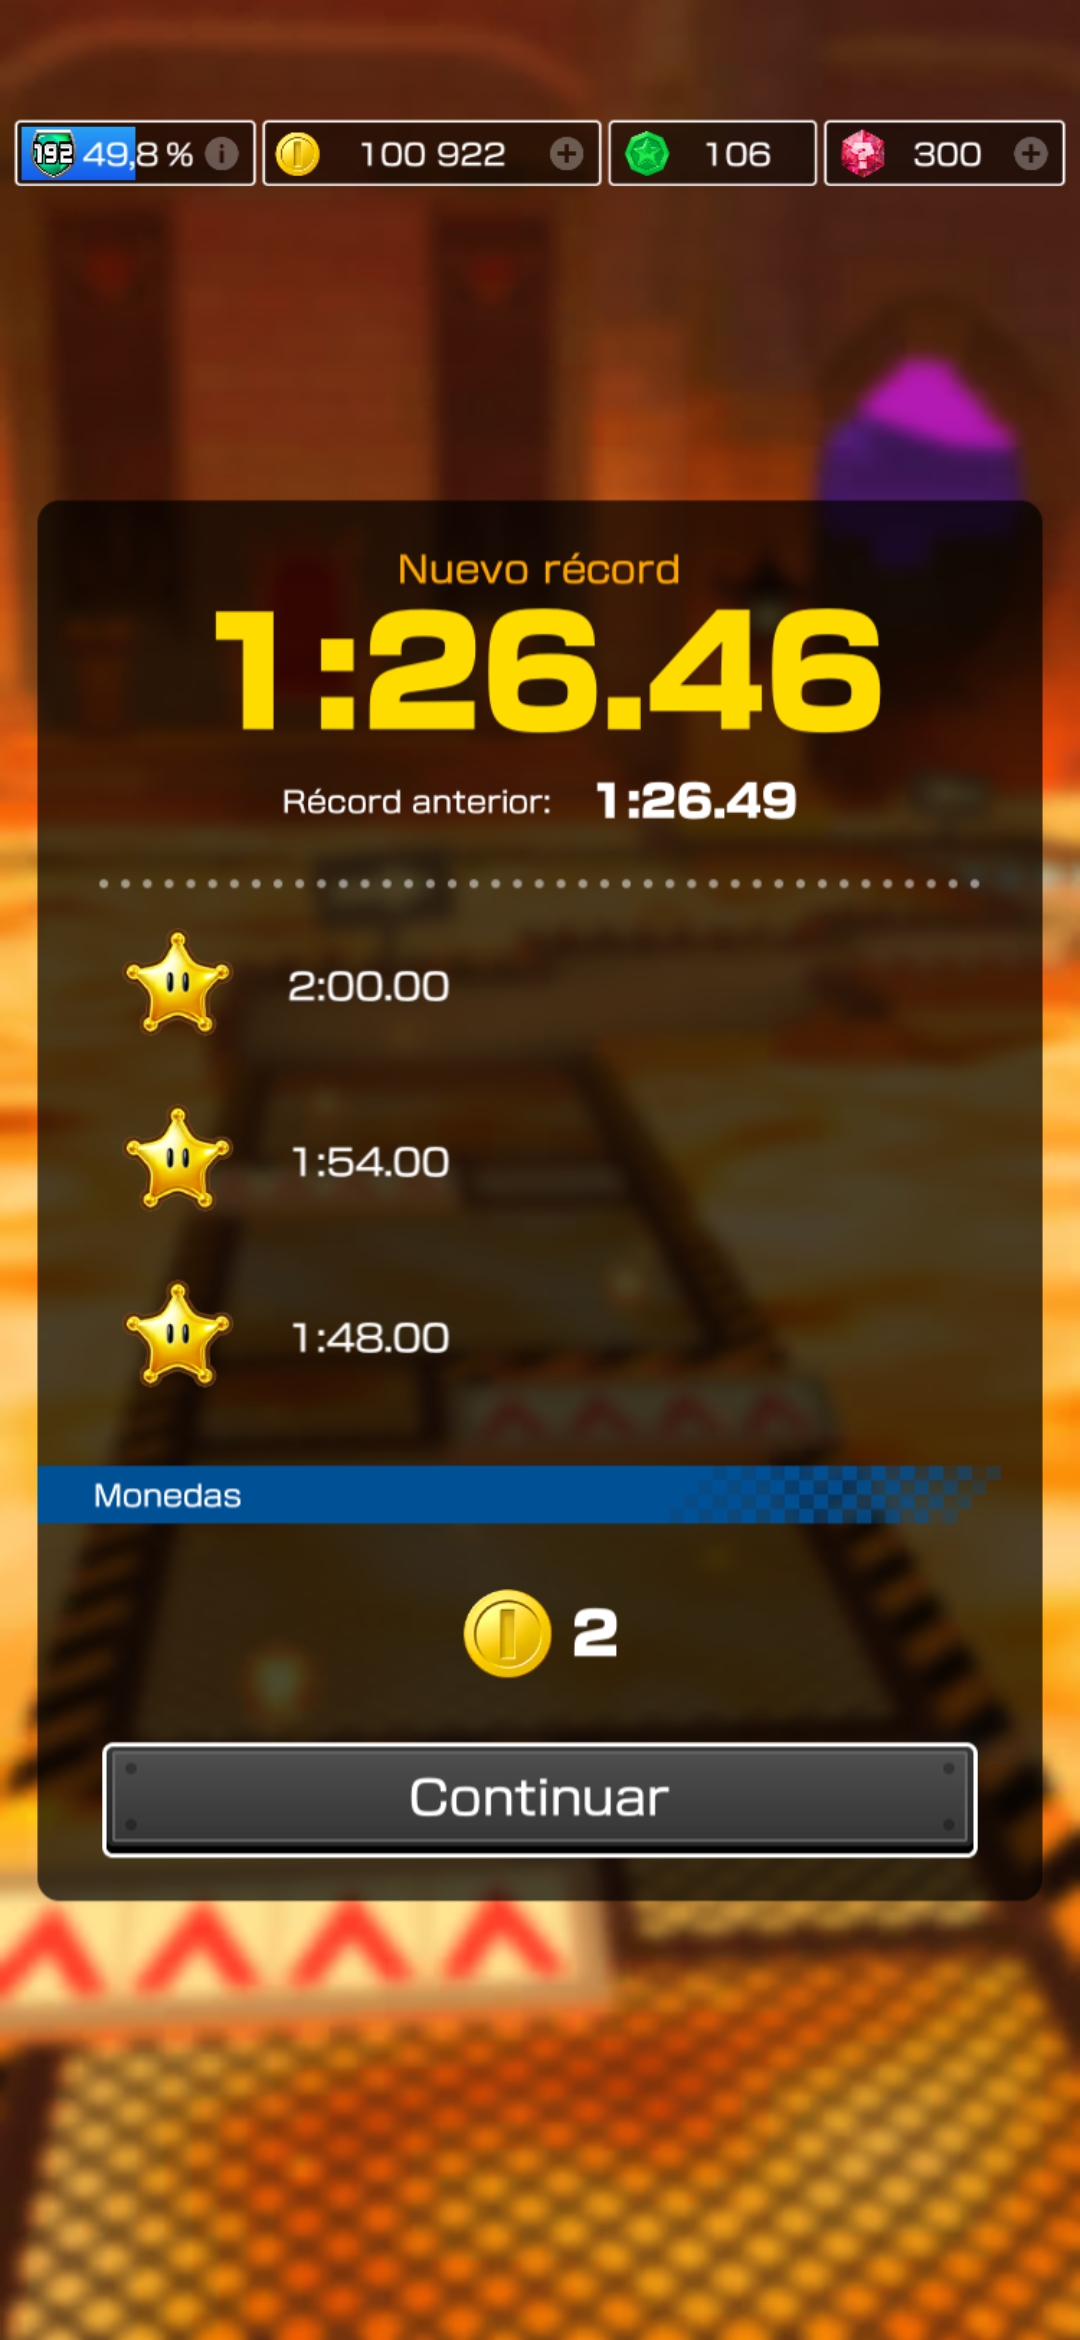 192 49,8 % i 100 922 + 106 ? 300 +
Nuevo récord
1:26.46
Récord anterior: 1:26.49
2:00.00
1:54.00
1:48.00
Monedas
2
Continuar